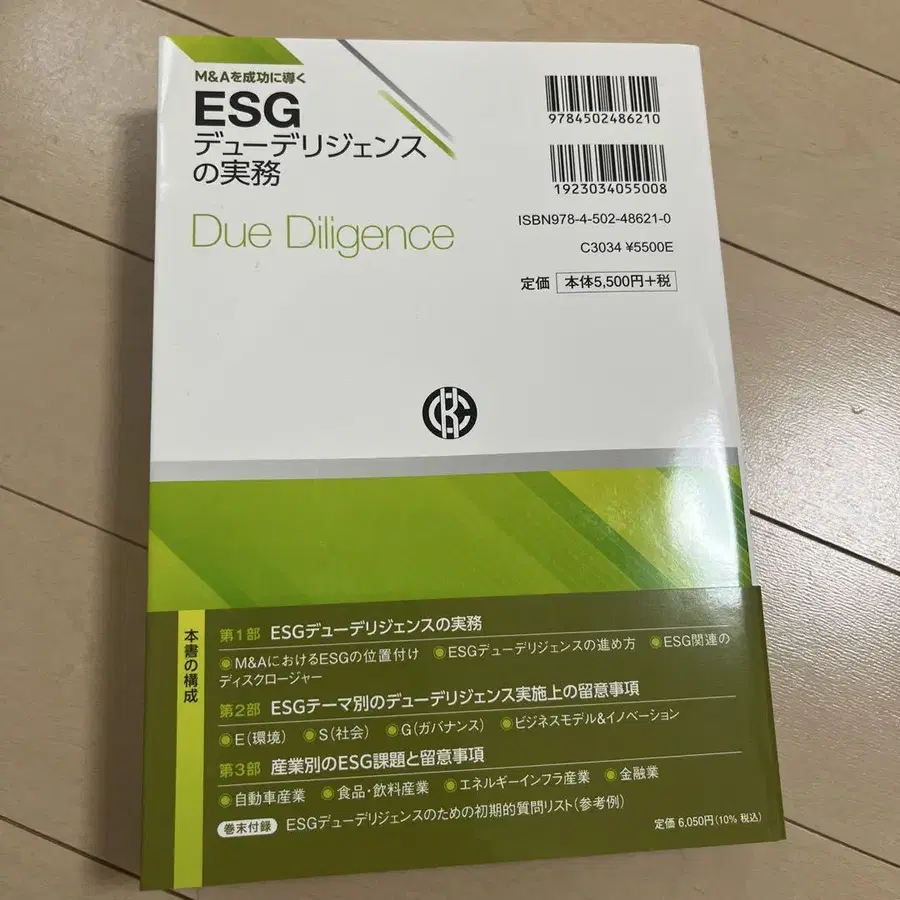 M&Aを成功に導く
ESG
デューデリジェンス
の実務
Due Diligence
9784502486210
1923034055008
ISBN978-4-502-48621-0
C3034 ¥5500E
定価 本体5,500円+税
本書の構成
第1部 ESGデューデリジェンスの実務
●M&AにおけるESGの位置付け ●ESGデューデリジェンスの進め方 ●ESG関連の
ディスクロージャー
第2部 ESGテーマ別のデューデリジェンス実施上の留意事項
●E(環境) ●S(社会) ●G(ガバナンス) ●ビジネスモデル&イノベーション
第3部 産業別のESG課題と留意事項
●自動車産業 ●食品・飲料産業 ●エネルギーインフラ産業 ●金融業
巻末付録 ESGデューデリジェンスのための初期的質問リスト(参考例)
定価 6,050円(10% 税込)